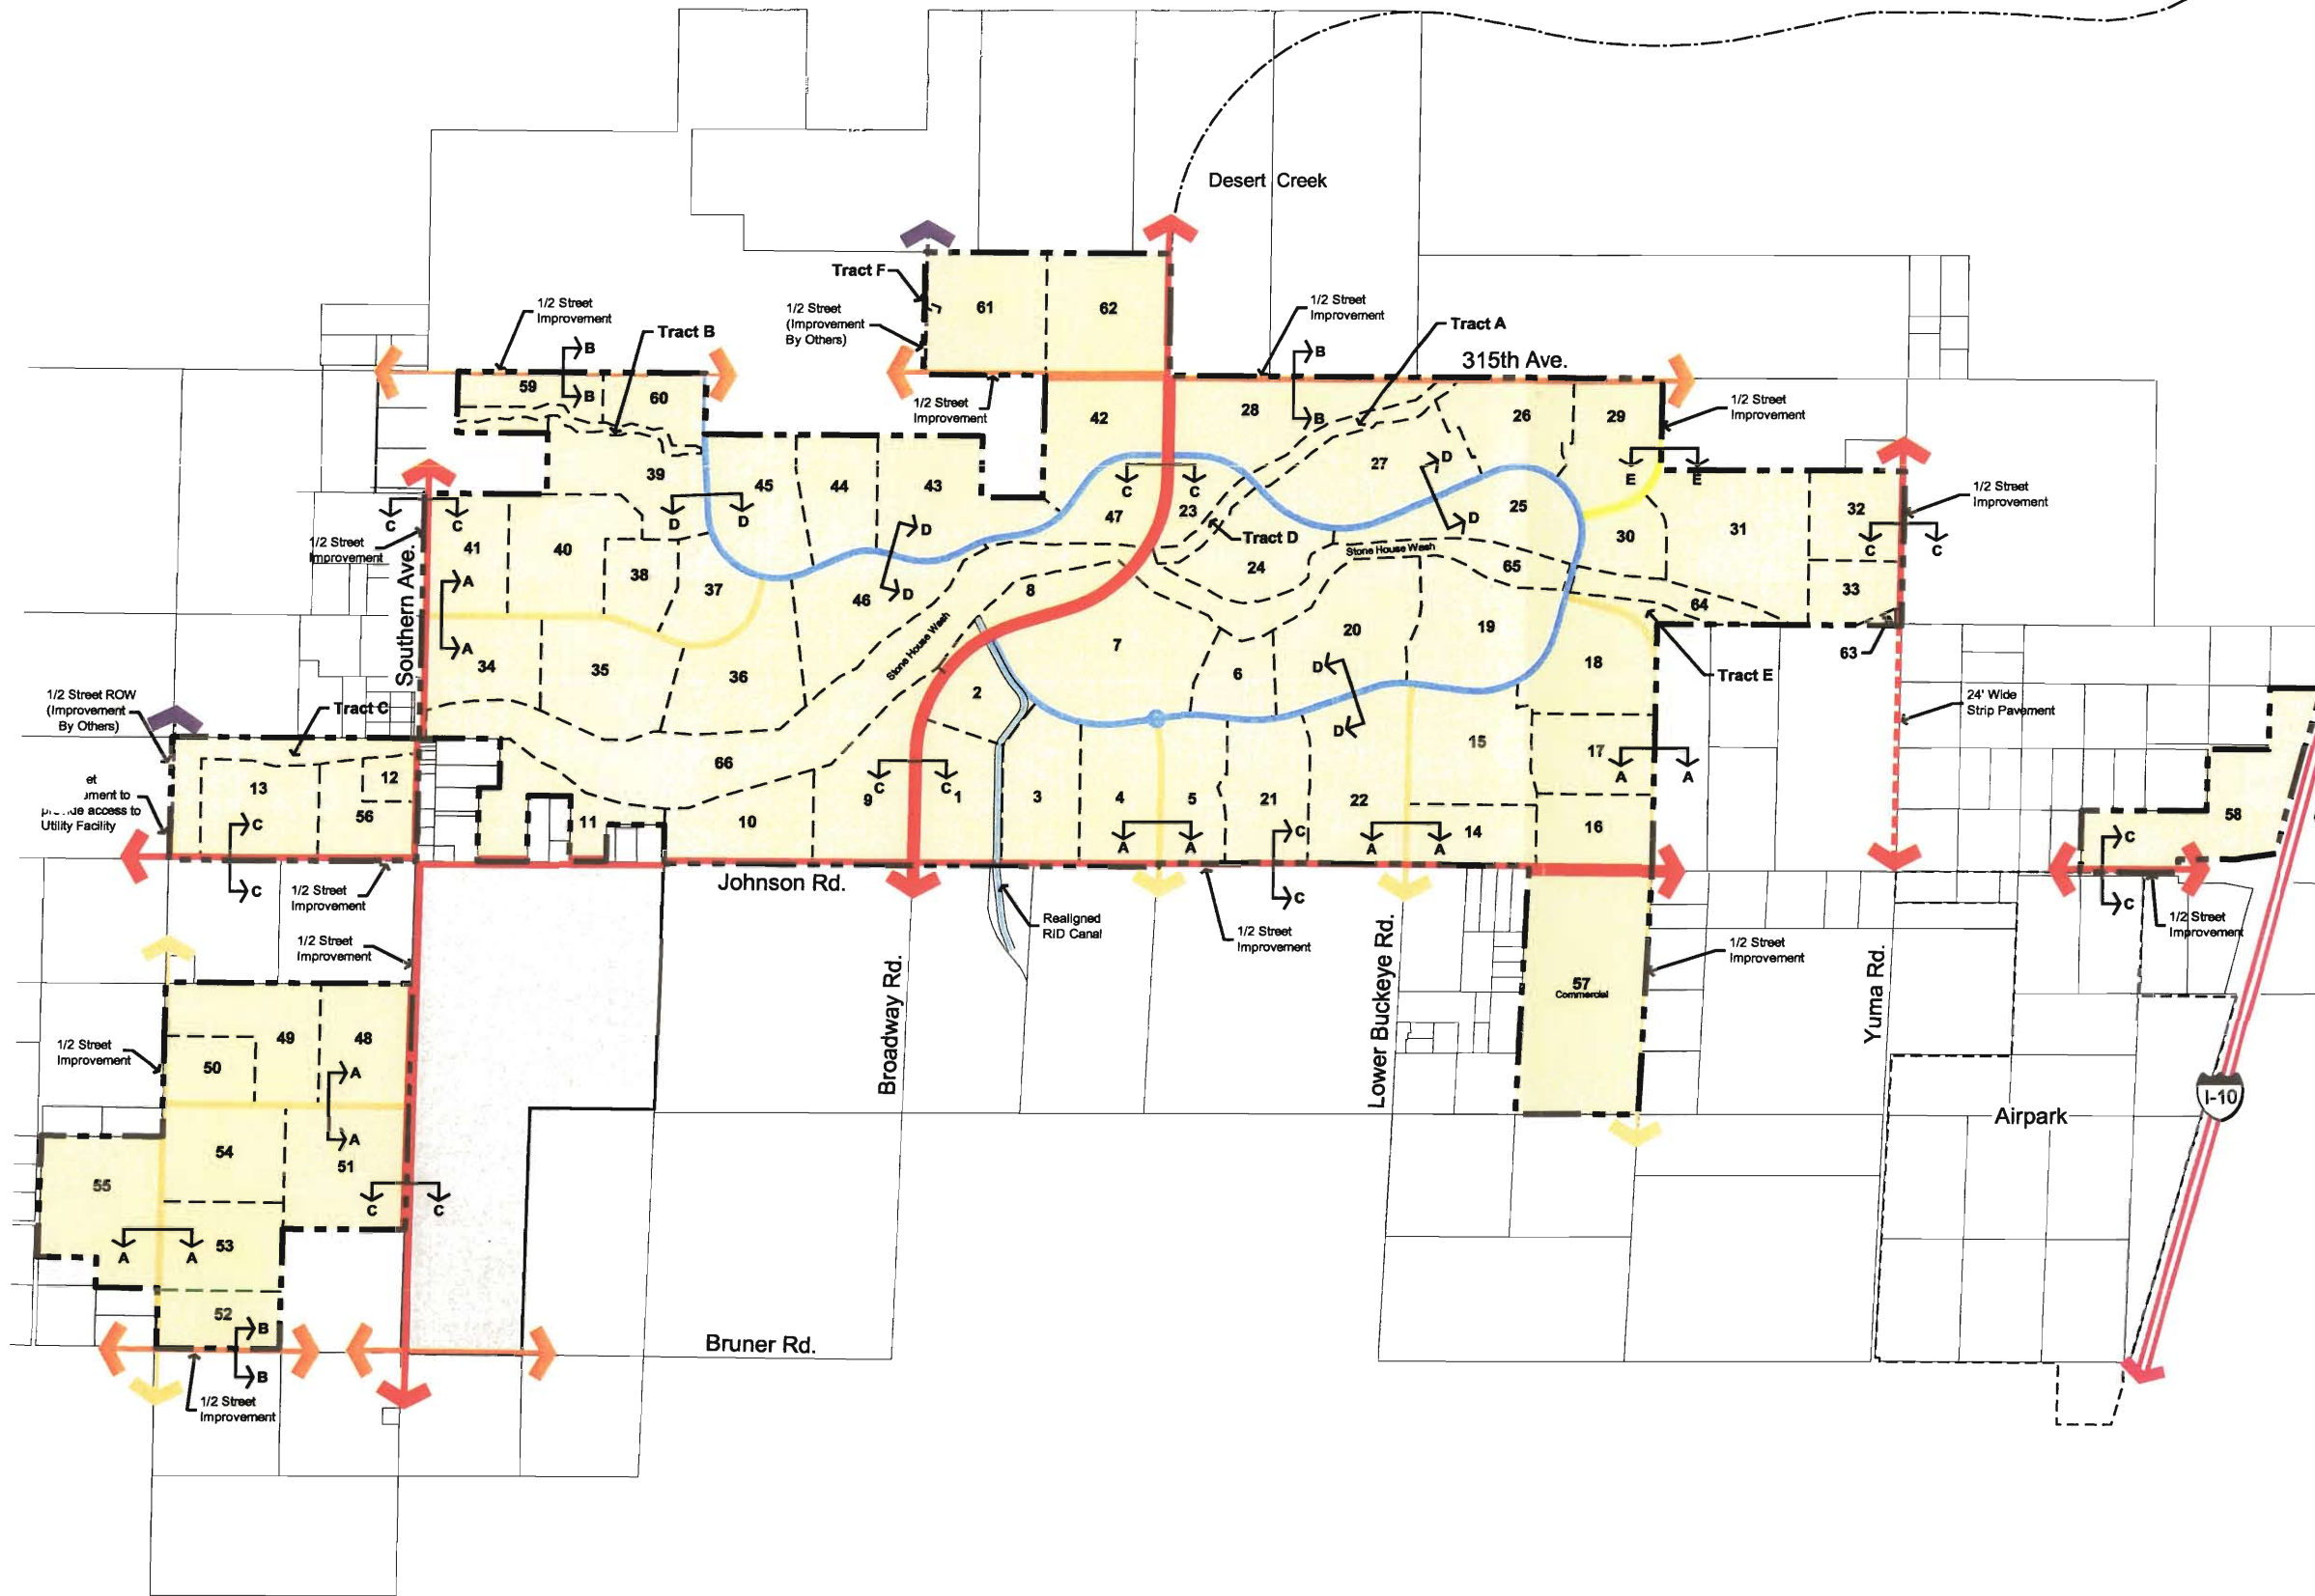 Desert Creek
Tract F
61
62
1/2 Street
(Improvement
By Others)
1/2 Street
Improvement
Tract B
1/2 Street
Improvement
Tract A
315th Ave.
B
B
59
60
B
B
1/2 Street
Improvement
42
28
26
29
1/2 Street
Improvement
39
45
44
43
27
D
E
E
C
C
D
D
D
C
C
47
23
Tract D
D
25
30
31
32
1/2 Street
Improvement
C
C
1/2 Street
Improvement
41
40
38
37
46
D
8
24
Stone House Wash
65
64
33
63
A
A
Southern Ave.
34
35
36
Stone House Wash
2
7
6
20
19
18
Tract E
D
D
24' Wide
Strip Pavement
1/2 Street ROW
(Improvement
By Others)
Tract C
13
12
56
C
C
et
ment to
access to
Utility Facility
66
9
C
C
1
3
4
5
21
22
15
17
A
A
10
11
A
A
C
C
A
A
14
16
58
C
C
1/2 Street
Improvement
1/2 Street
Improvement
Johnson Rd.
Realigned
RID Canal
1/2 Street
Improvement
1/2 Street
Improvement
1/2 Street
Improvement
Broadway Rd.
Lower Buckeye Rd.
57
Commercial
Yuma Rd.
49
48
50
1/2 Street
Improvement
A
A
54
51
55
C
C
A
A
53
52
B
B
1/2 Street
Improvement
Bruner Rd.
Airpark
I-10